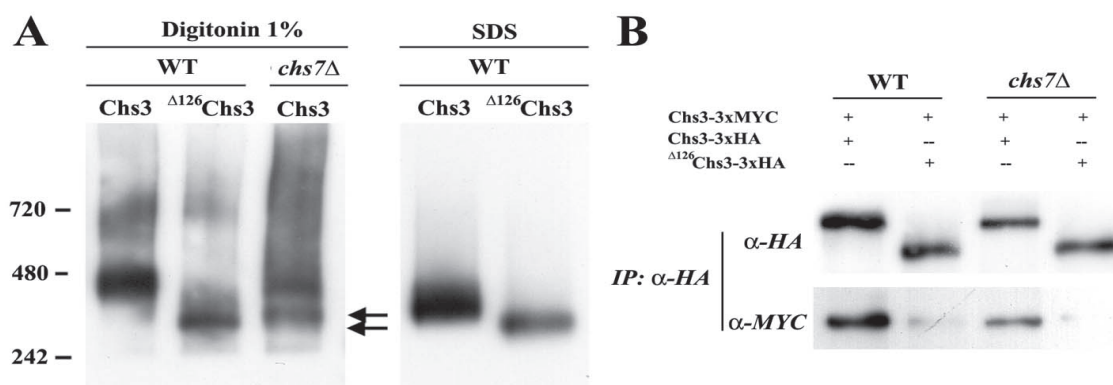 A
Digitonin 1%
SDS
WT
chs7Δ
WT
Chs3
Δ126Chs3
Chs3
Chs3
Δ126Chs3
720
480
242
B
WT
chs7Δ
Chs3-3xMYC + + + +
Chs3-3xHA + -- + --
Δ126Chs3-3xHA -- + -- +
α-HA
IP: α-HA
α-MYC